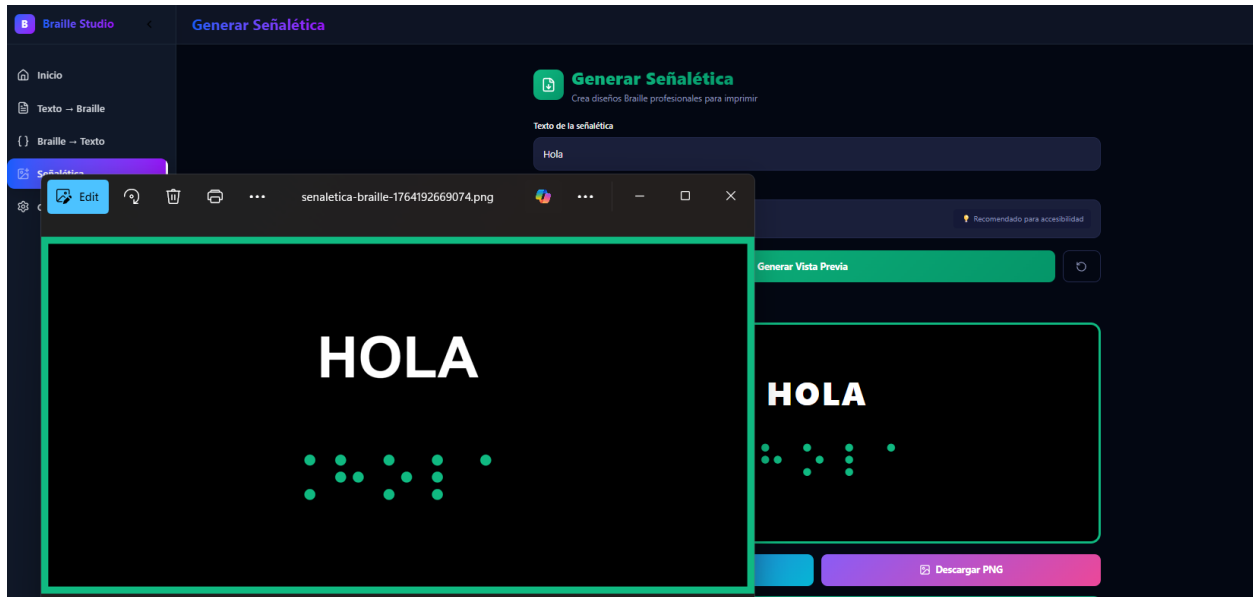 B Braille Studio
Generar Señalética
Inicio
Texto → Braille
{ } Braille → Texto
Señalética
Generar Señalética
Crea diseños Braille profesionales para imprimir
Texto de la señalética
Hola
Edit
senaletica-braille-1764192669074.png
Recomendado para accesibilidad
Generar Vista Previa
HOLA
⠨⠓⠕⠇⠁
HOLA
⠓⠕⠇⠁
Descargar PNG